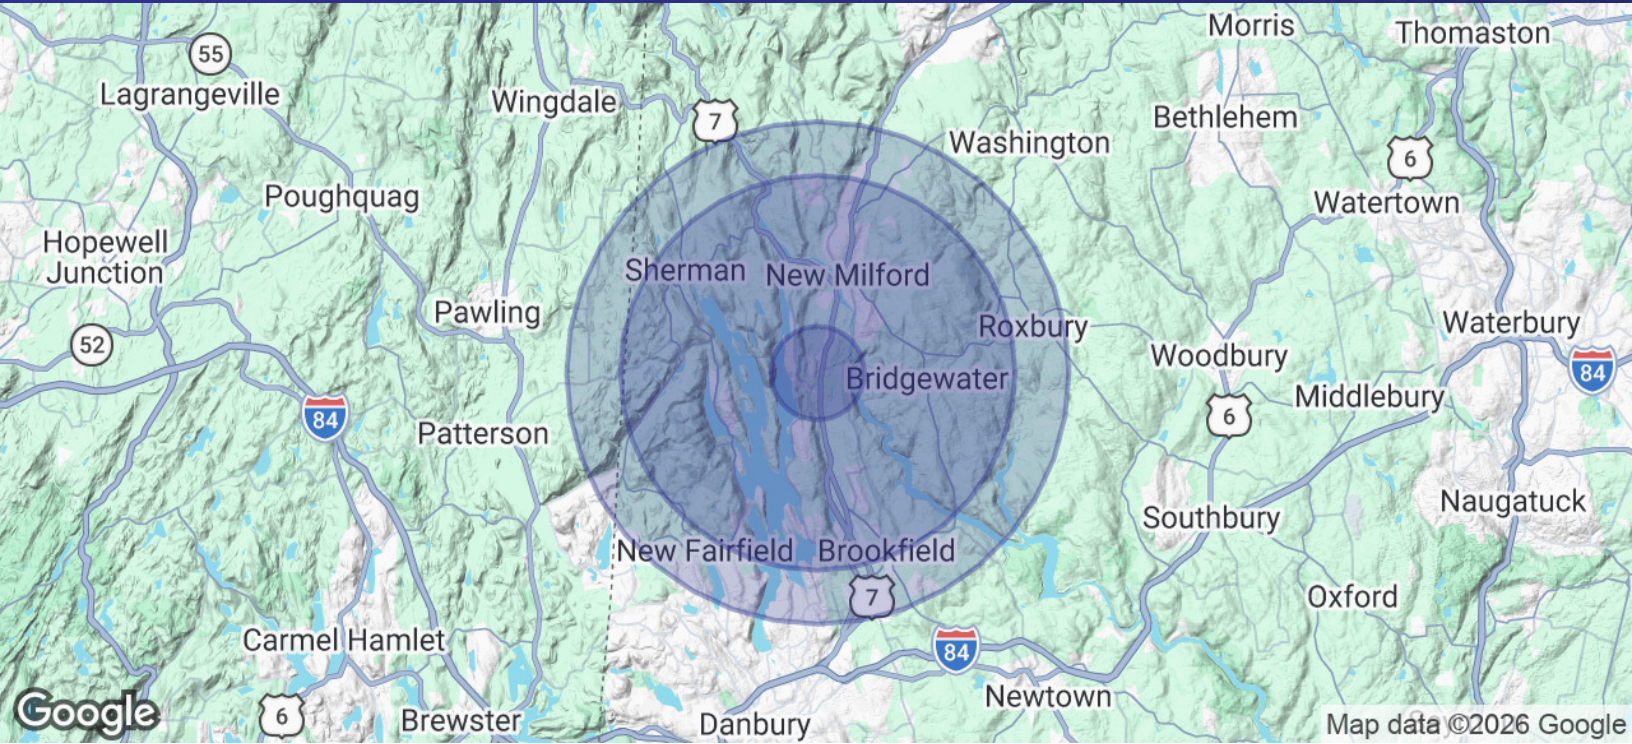 Morris
Thomaston
55
Lagrangeville
Wingdale
7
Bethlehem
Washington
6
Poughquag
Watertown
Hopewell
Junction
Sherman
New Milford
Pawling
Roxbury
Waterbury
52
Woodbury
84
Bridgewater
Middlebury
84
6
Patterson
Naugatuck
Southbury
New Fairfield
Brookfield
7
Oxford
Carmel Hamlet
84
Newtown
Google
6
Brewster
Danbury
Map data ©2026 Google